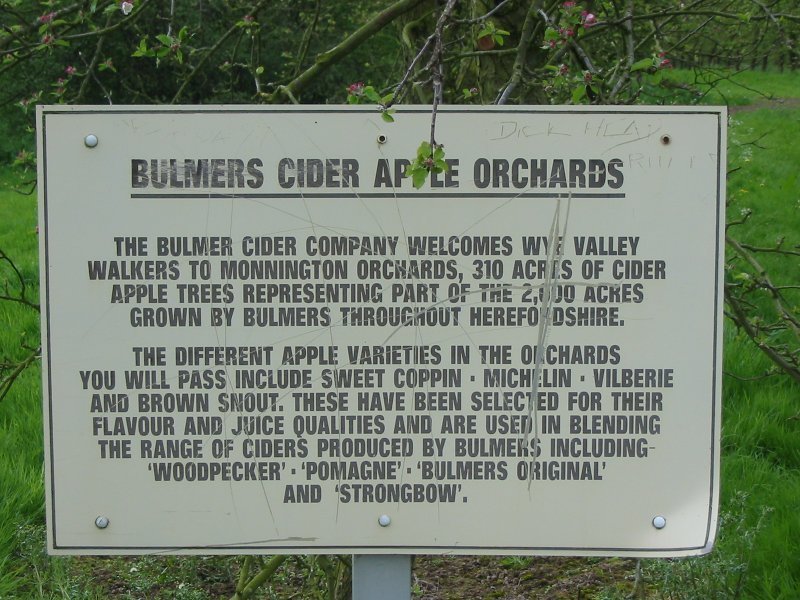 DICK
BULMERS CIDER APPLE ORCHARDS
THE BULMER CIDER COMPANY WELCOMES WYE VALLEY
WALKERS TO MONNINGTON ORCHARDS, 310 ACRES OF CIDER
APPLE TREES REPRESENTING PART OF THE 2,000 ACRES
GROWN BY BULMERS THROUGHOUT HEREFORDSHIRE.
THE DIFFERENT APPLE VARIETIES IN THE ORCHARDS
YOU WILL PASS INCLUDE SWEET COPPIN · MICHELIN · VILBERIE
AND BROWN SNOUT. THESE HAVE BEEN SELECTED FOR THEIR
FLAVOUR AND JUICE QUALITIES AND ARE USED IN BLENDING
THE RANGE OF CIDERS PRODUCED BY BULMERS INCLUDING-
'WOODPECKER' · 'POMAGNE' · 'BULMERS ORIGINAL'
AND 'STRONGBOW'.